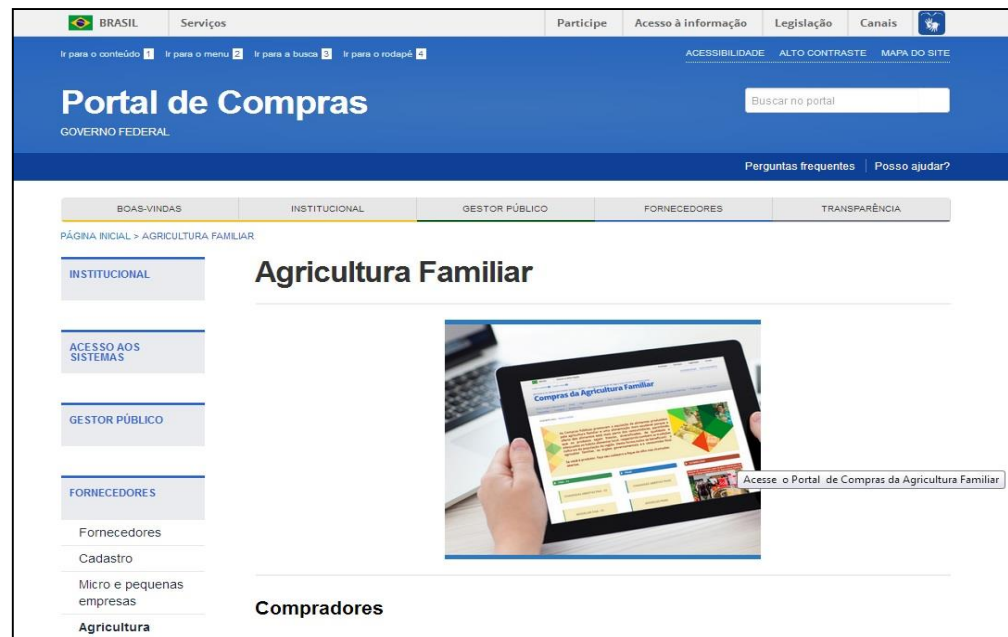 BRASIL Serviços Participe Acesso à informação Legislação Canais
Ir para o conteúdo 1 Ir para o menu 2 Ir para a busca 3 Ir para o rodapé 4 ACESSIBILIDADE ALTO CONTRASTE MAPA DO SITE
Portal de Compras
Buscar no portal
GOVERNO FEDERAL
Perguntas frequentes Posso ajudar?
BOAS-VINDAS INSTITUCIONAL GESTOR PÚBLICO FORNECEDORES TRANSPARÊNCIA
PÁGINA INICIAL > AGRICULTURA FAMILIAR
INSTITUCIONAL
ACESSO AOS
SISTEMAS
GESTOR PÚBLICO
FORNECEDORES
Fornecedores
Cadastro
Micro e pequenas
empresas
Agricultura
Agricultura Familiar
Compras da Agricultura Familiar
Acesse o Portal de Compras da Agricultura Familiar
Compradores